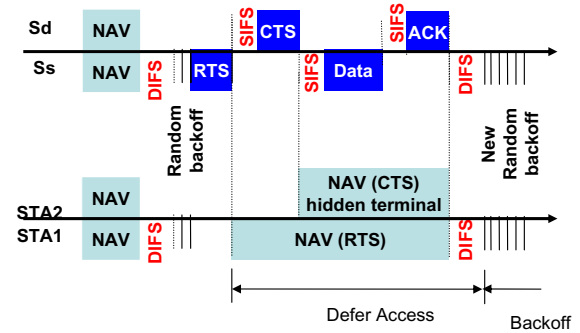 Sd
NAV
SIFS
CTS
SIFS
ACK
Ss
NAV
DIFS
Random
backoff
RTS
SIFS
Data
DIFS
New
Random
backoff
NAV
NAV (CTS)
hidden terminal
STA2
STA1
NAV
DIFS
NAV (RTS)
DIFS
Defer Access
Backoff